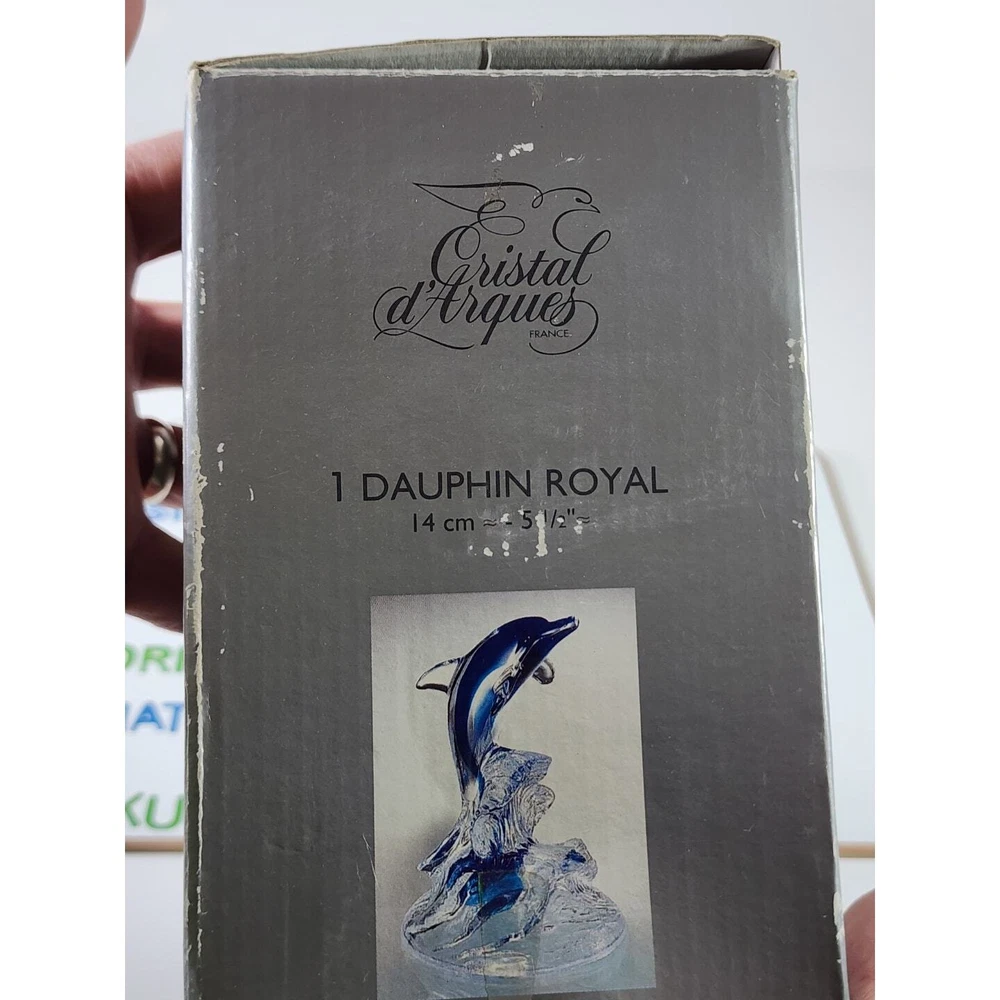 Cristal
d'Arques
FRANCE
1 DAUPHIN ROYAL
14 cm ≈ - 5 1/2" ≈